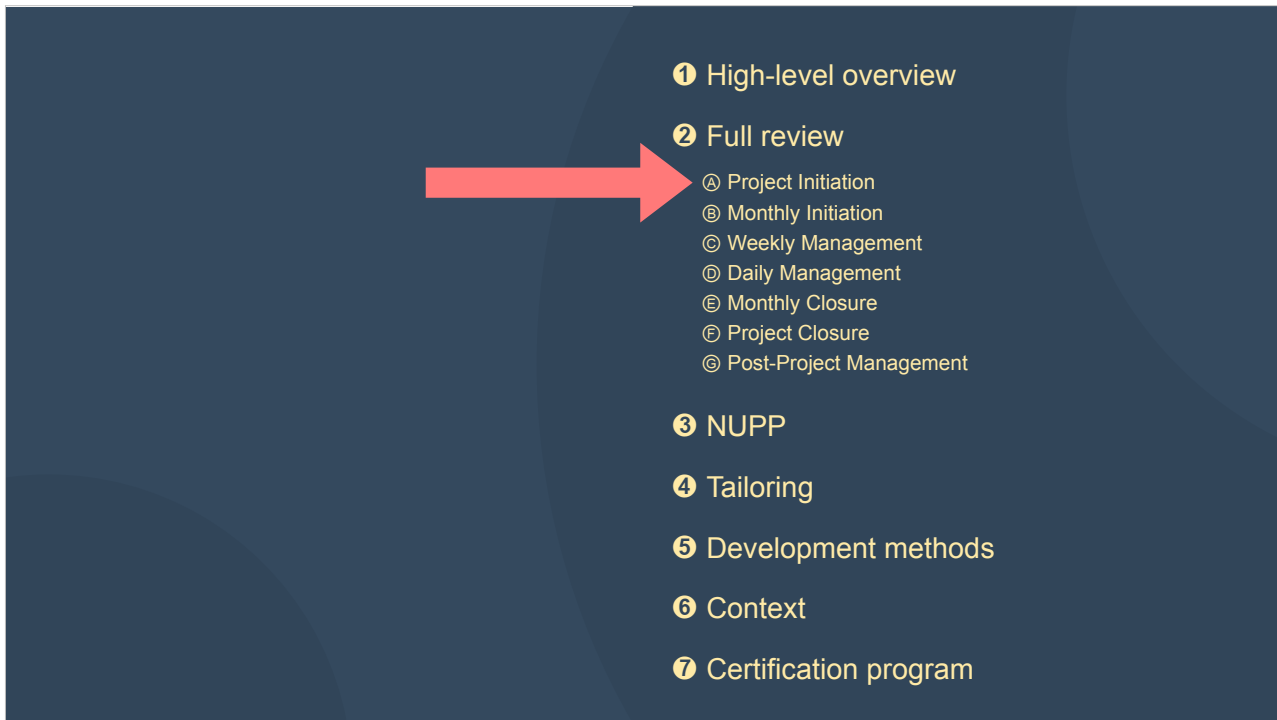 ❶ High-level overview
❷ Full review
Ⓐ Project Initiation
Ⓑ Monthly Initiation
Ⓒ Weekly Management
Ⓓ Daily Management
Ⓔ Monthly Closure
Ⓕ Project Closure
Ⓖ Post-Project Management
❸ NUPP
❹ Tailoring
❺ Development methods
❻ Context
❼ Certification program